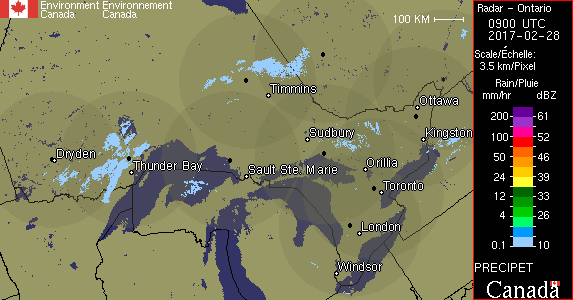 Environment Environnement
Canada Canada
100 KM
Timmins
Ottawa
Sudbury
Kingston
Dryden
Thunder Bay
Sault Ste. Marie
Orillia
Toronto
London
Windsor
Radar - Ontario
0900 UTC
2017-02-28
Scale/Échelle:
3.5 km/Pixel
Rain/Pluie
mm/hr dBZ
200 61
100 52
50 46
24 39
12 33
4 26
0.1 10
PRECIPET
Canada